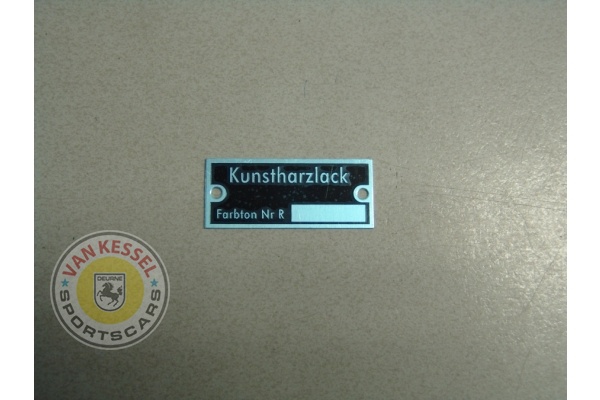 Kunstharzlack
Farbton Nr R
VAN KESSEL
DEURNE
SPORTSCARS